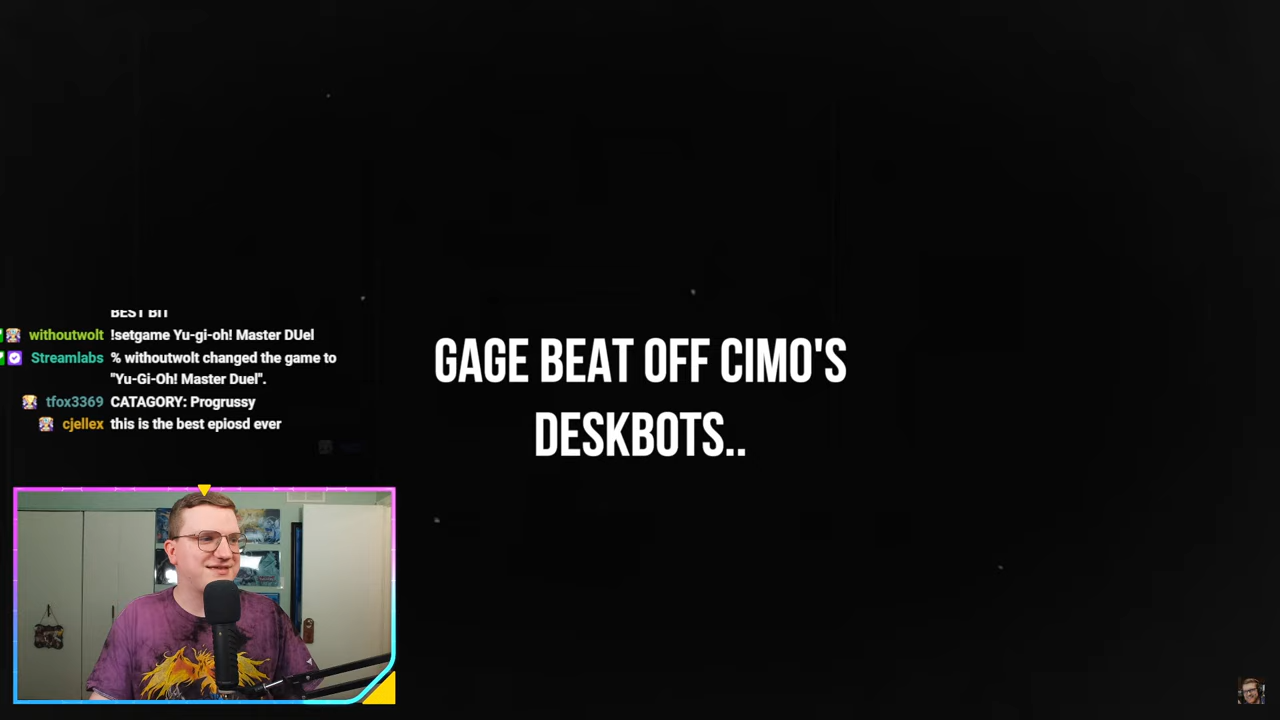 BEST BIT
withoutwolt !setgame Yu-gi-oh! Master DUel
Streamlabs % withoutwolt changed the game to
"Yu-Gi-Oh! Master Duel".
tfox3369 CATAGORY: Progrussy
cjellex this is the best epiosd ever
GAGE BEAT OFF CIMO'S
DESKBOTS..